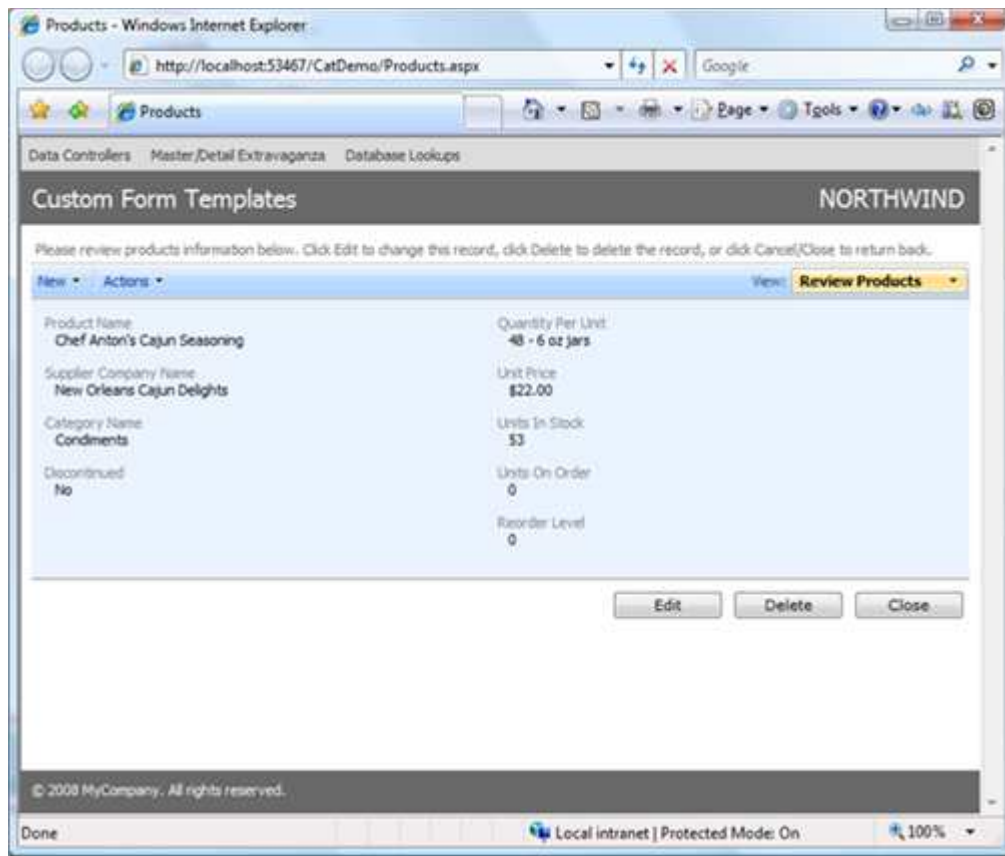 Products - Windows Internet Explorer
http://localhost:53467/CatDemo/Products.aspx
Google
Products
Page
Tools
Data Controllers Master/Detail Extravaganza Database Lookups
Custom Form Templates
NORTHWIND
Please review products information below. Click Edit to change this record, click Delete to delete the record, or click Cancel/Close to return back.
New Actions
View: Review Products
Product Name
Chef Anton's Cajun Seasoning
Supplier Company Name
New Orleans Cajun Delights
Category Name
Condiments
Discontinued
No
Quantity Per Unit
48 - 6 oz jars
Unit Price
$22.00
Units In Stock
53
Units On Order
0
Reorder Level
0
Edit Delete Close
© 2008 MyCompany. All rights reserved.
Done
Local intranet | Protected Mode: On
100%